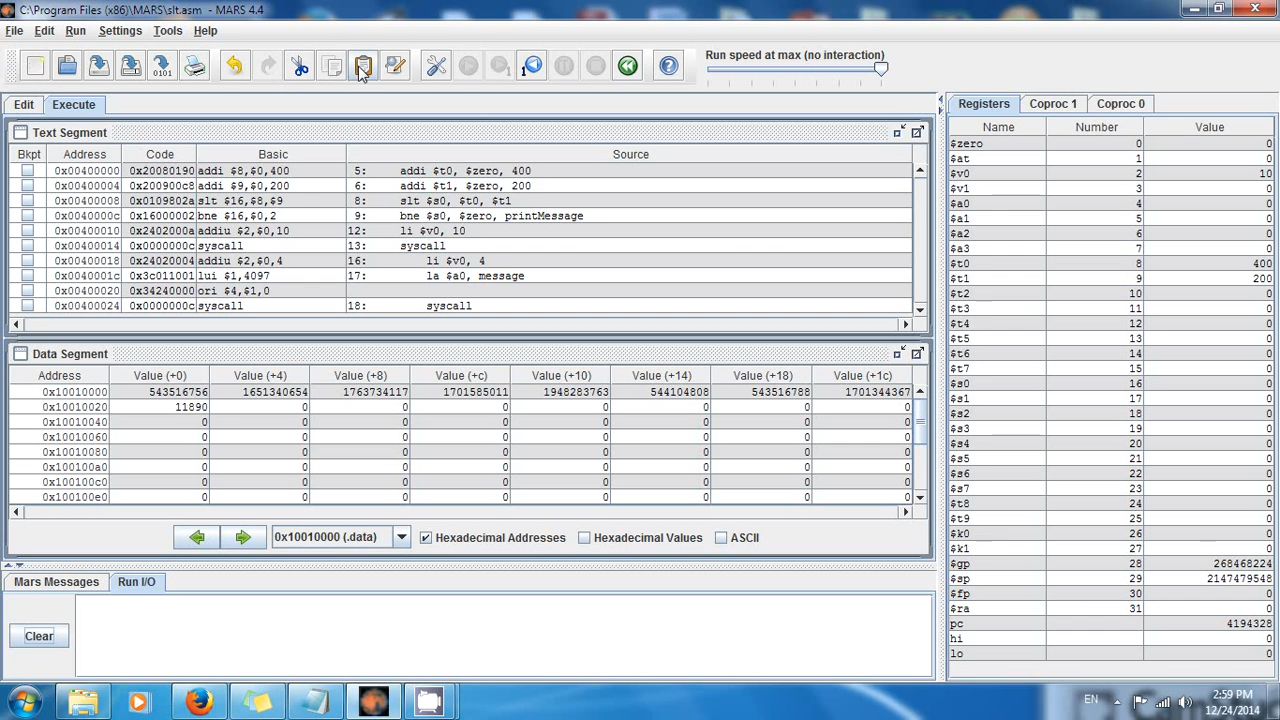 C:\Program Files (x86)\MARS\slt.asm - MARS 4.4
File Edit Run Settings Tools Help
Run speed at max (no interaction)
Edit Execute
Text Segment
Bkpt Address Code Basic Source
0x00400000 0x20080190 addi $8,$0,400 5: addi $t0, $zero, 400
0x00400004 0x200900c8 addi $9,$0,200 6: addi $t1, $zero, 200
0x00400008 0x0109802a slt $16,$8,$9 8: slt $s0, $t0, $t1
0x0040000c 0x16000002 bne $16,$0,2 9: bne $s0, $zero, printMessage
0x00400010 0x2402000a addiu $2,$0,10 12: li $v0, 10
0x00400014 0x0000000c syscall 13: syscall
0x00400018 0x24020004 addiu $2,$0,4 16: li $v0, 4
0x0040001c 0x3c011001 lui $1,4097 17: la $a0, message
0x00400020 0x34240000 ori $4,$1,0
0x00400024 0x0000000c syscall 18: syscall
Data Segment
Address Value (+0) Value (+4) Value (+8) Value (+c) Value (+10) Value (+14) Value (+18) Value (+1c)
0x10010000 543516756 1651340654 1763734117 1701585011 1948283763 544104808 543516788 1701344367
0x10010020 11890 0 0 0 0 0 0 0
0x10010040 0 0 0 0 0 0 0 0
0x10010060 0 0 0 0 0 0 0 0
0x10010080 0 0 0 0 0 0 0 0
0x100100a0 0 0 0 0 0 0 0 0
0x100100c0 0 0 0 0 0 0 0 0
0x100100e0 0 0 0 0 0 0 0 0
0x10010000 (.data) Hexadecimal Addresses Hexadecimal Values ASCII
Mars Messages Run I/O
Clear
Registers Coproc 1 Coproc 0
Name Number Value
$zero 0 0
$at 1 0
$v0 2 10
$v1 3 0
$a0 4 0
$a1 5 0
$a2 6 0
$a3 7 0
$t0 8 400
$t1 9 200
$t2 10 0
$t3 11 0
$t4 12 0
$t5 13 0
$t6 14 0
$t7 15 0
$s0 16 0
$s1 17 0
$s2 18 0
$s3 19 0
$s4 20 0
$s5 21 0
$s6 22 0
$s7 23 0
$t8 24 0
$t9 25 0
$k0 26 0
$k1 27 0
$gp 28 268468224
$sp 29 2147479548
$fp 30 0
$ra 31 0
pc 4194328
hi 0
lo 0
EN 2:59 PM
12/24/2014